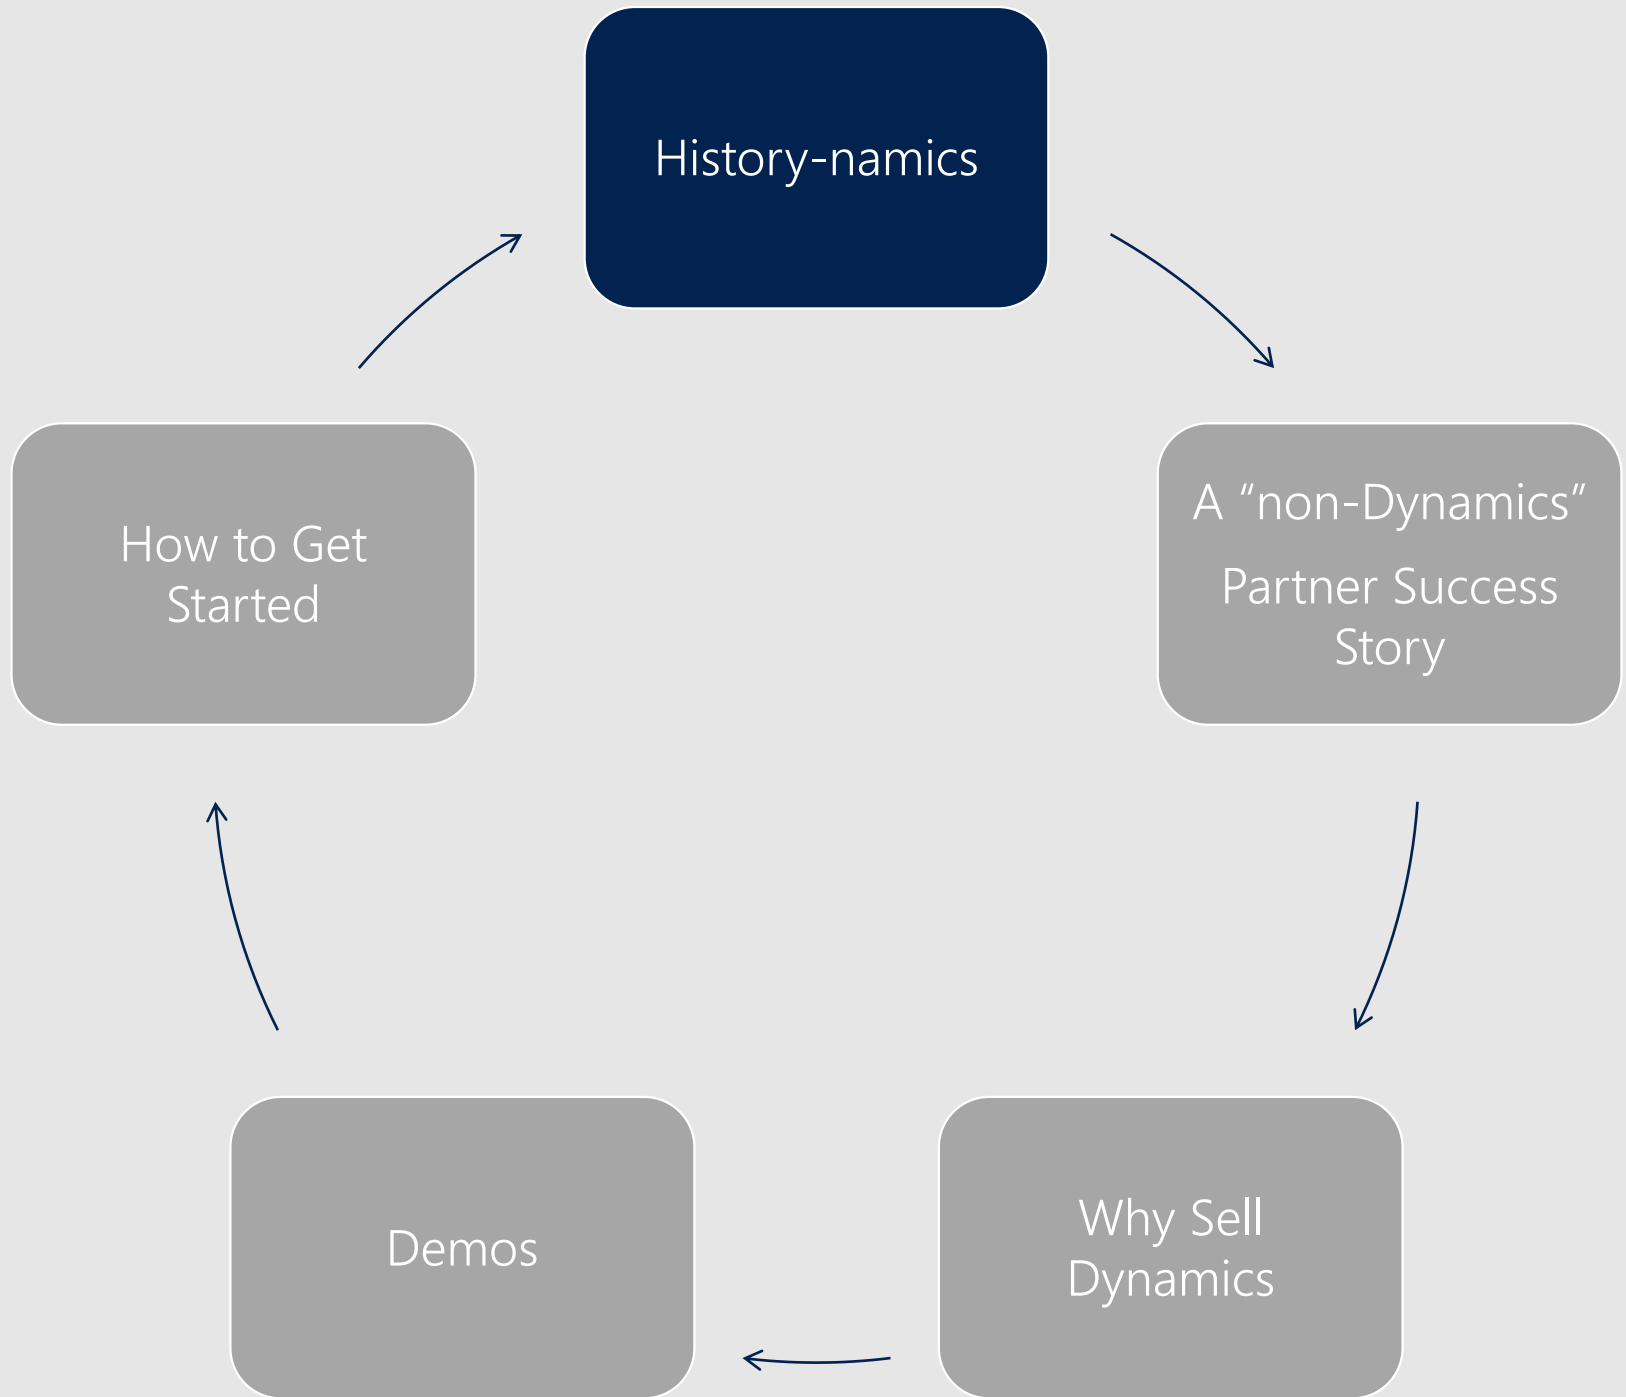 History-namics
A “non-Dynamics”
Partner Success
Story
Why Sell
Dynamics
Demos
How to Get
Started